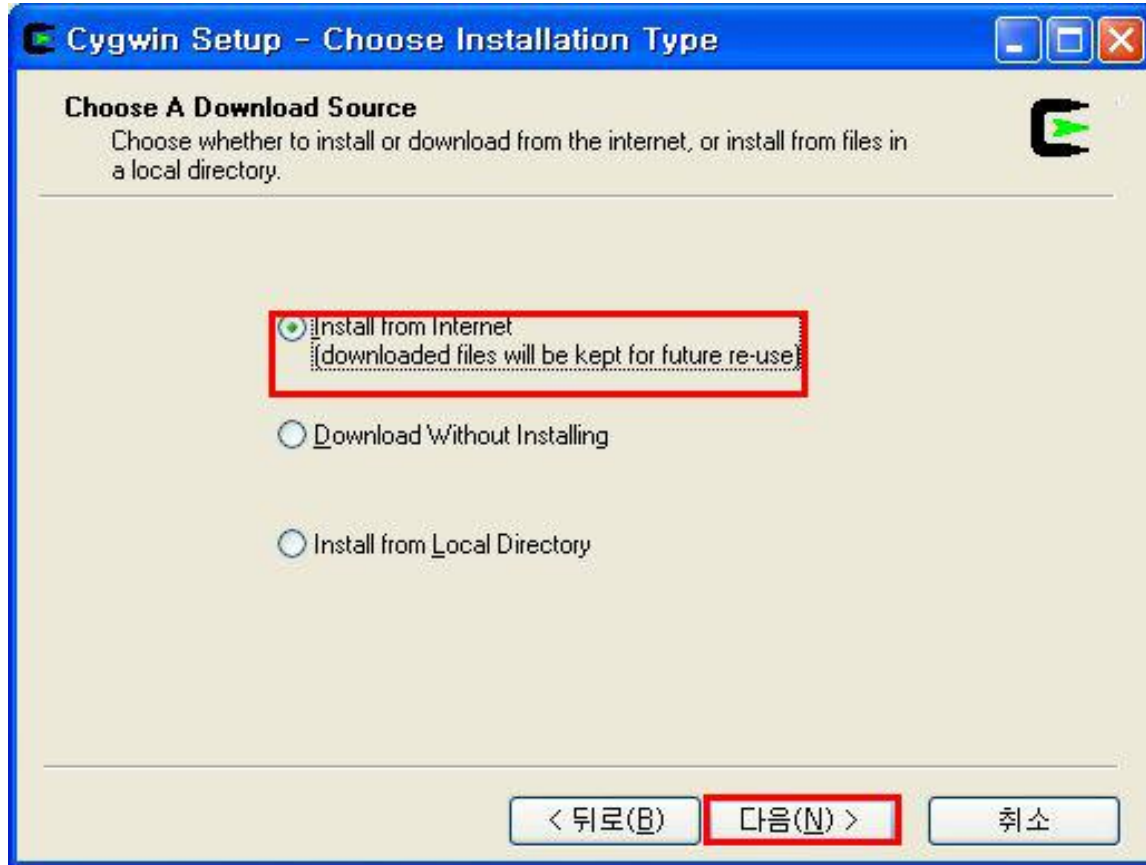 Cygwin Setup - Choose Installation Type
Choose A Download Source
Choose whether to install or download from the internet, or install from files in
a local directory.
Install from Internet
(downloaded files will be kept for future re-use)
Download Without Installing
Install from Local Directory
< 뒤로(B) 다음(N) > 취소